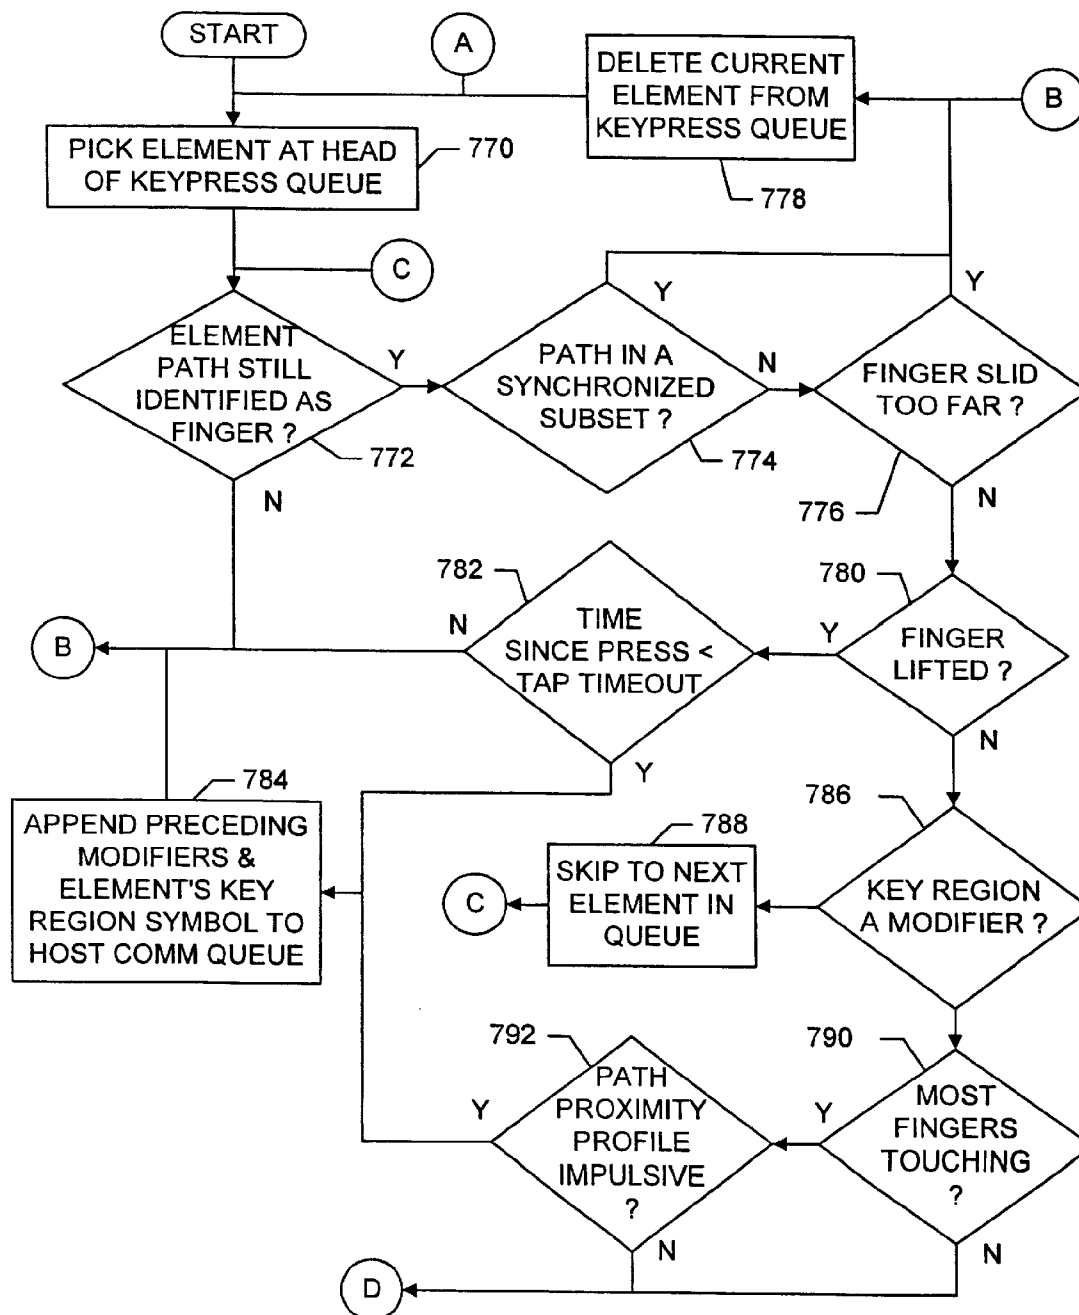 START
A
DELETE CURRENT
ELEMENT FROM
KEYPRESS QUEUE
B
PICK ELEMENT AT HEAD
OF KEYPRESS QUEUE
770
778
C
ELEMENT
PATH STILL
IDENTIFIED AS
FINGER ?
Y
772
N
Y
PATH IN A
SYNCHRONIZED
SUBSET ?
N
774
Y
FINGER SLID
TOO FAR ?
776
N
782
TIME
SINCE PRESS <
TAP TIMEOUT
N
Y
780
Y
FINGER
LIFTED ?
N
B
784
APPEND PRECEDING
MODIFIERS &
ELEMENT'S KEY
REGION SYMBOL TO
HOST COMM QUEUE
C
788
SKIP TO NEXT
ELEMENT IN
QUEUE
786
KEY REGION
A MODIFIER ?
792
Y
PATH
PROXIMITY
PROFILE
IMPULSIVE
?
N
790
Y
MOST
FINGERS
TOUCHING
?
N
D